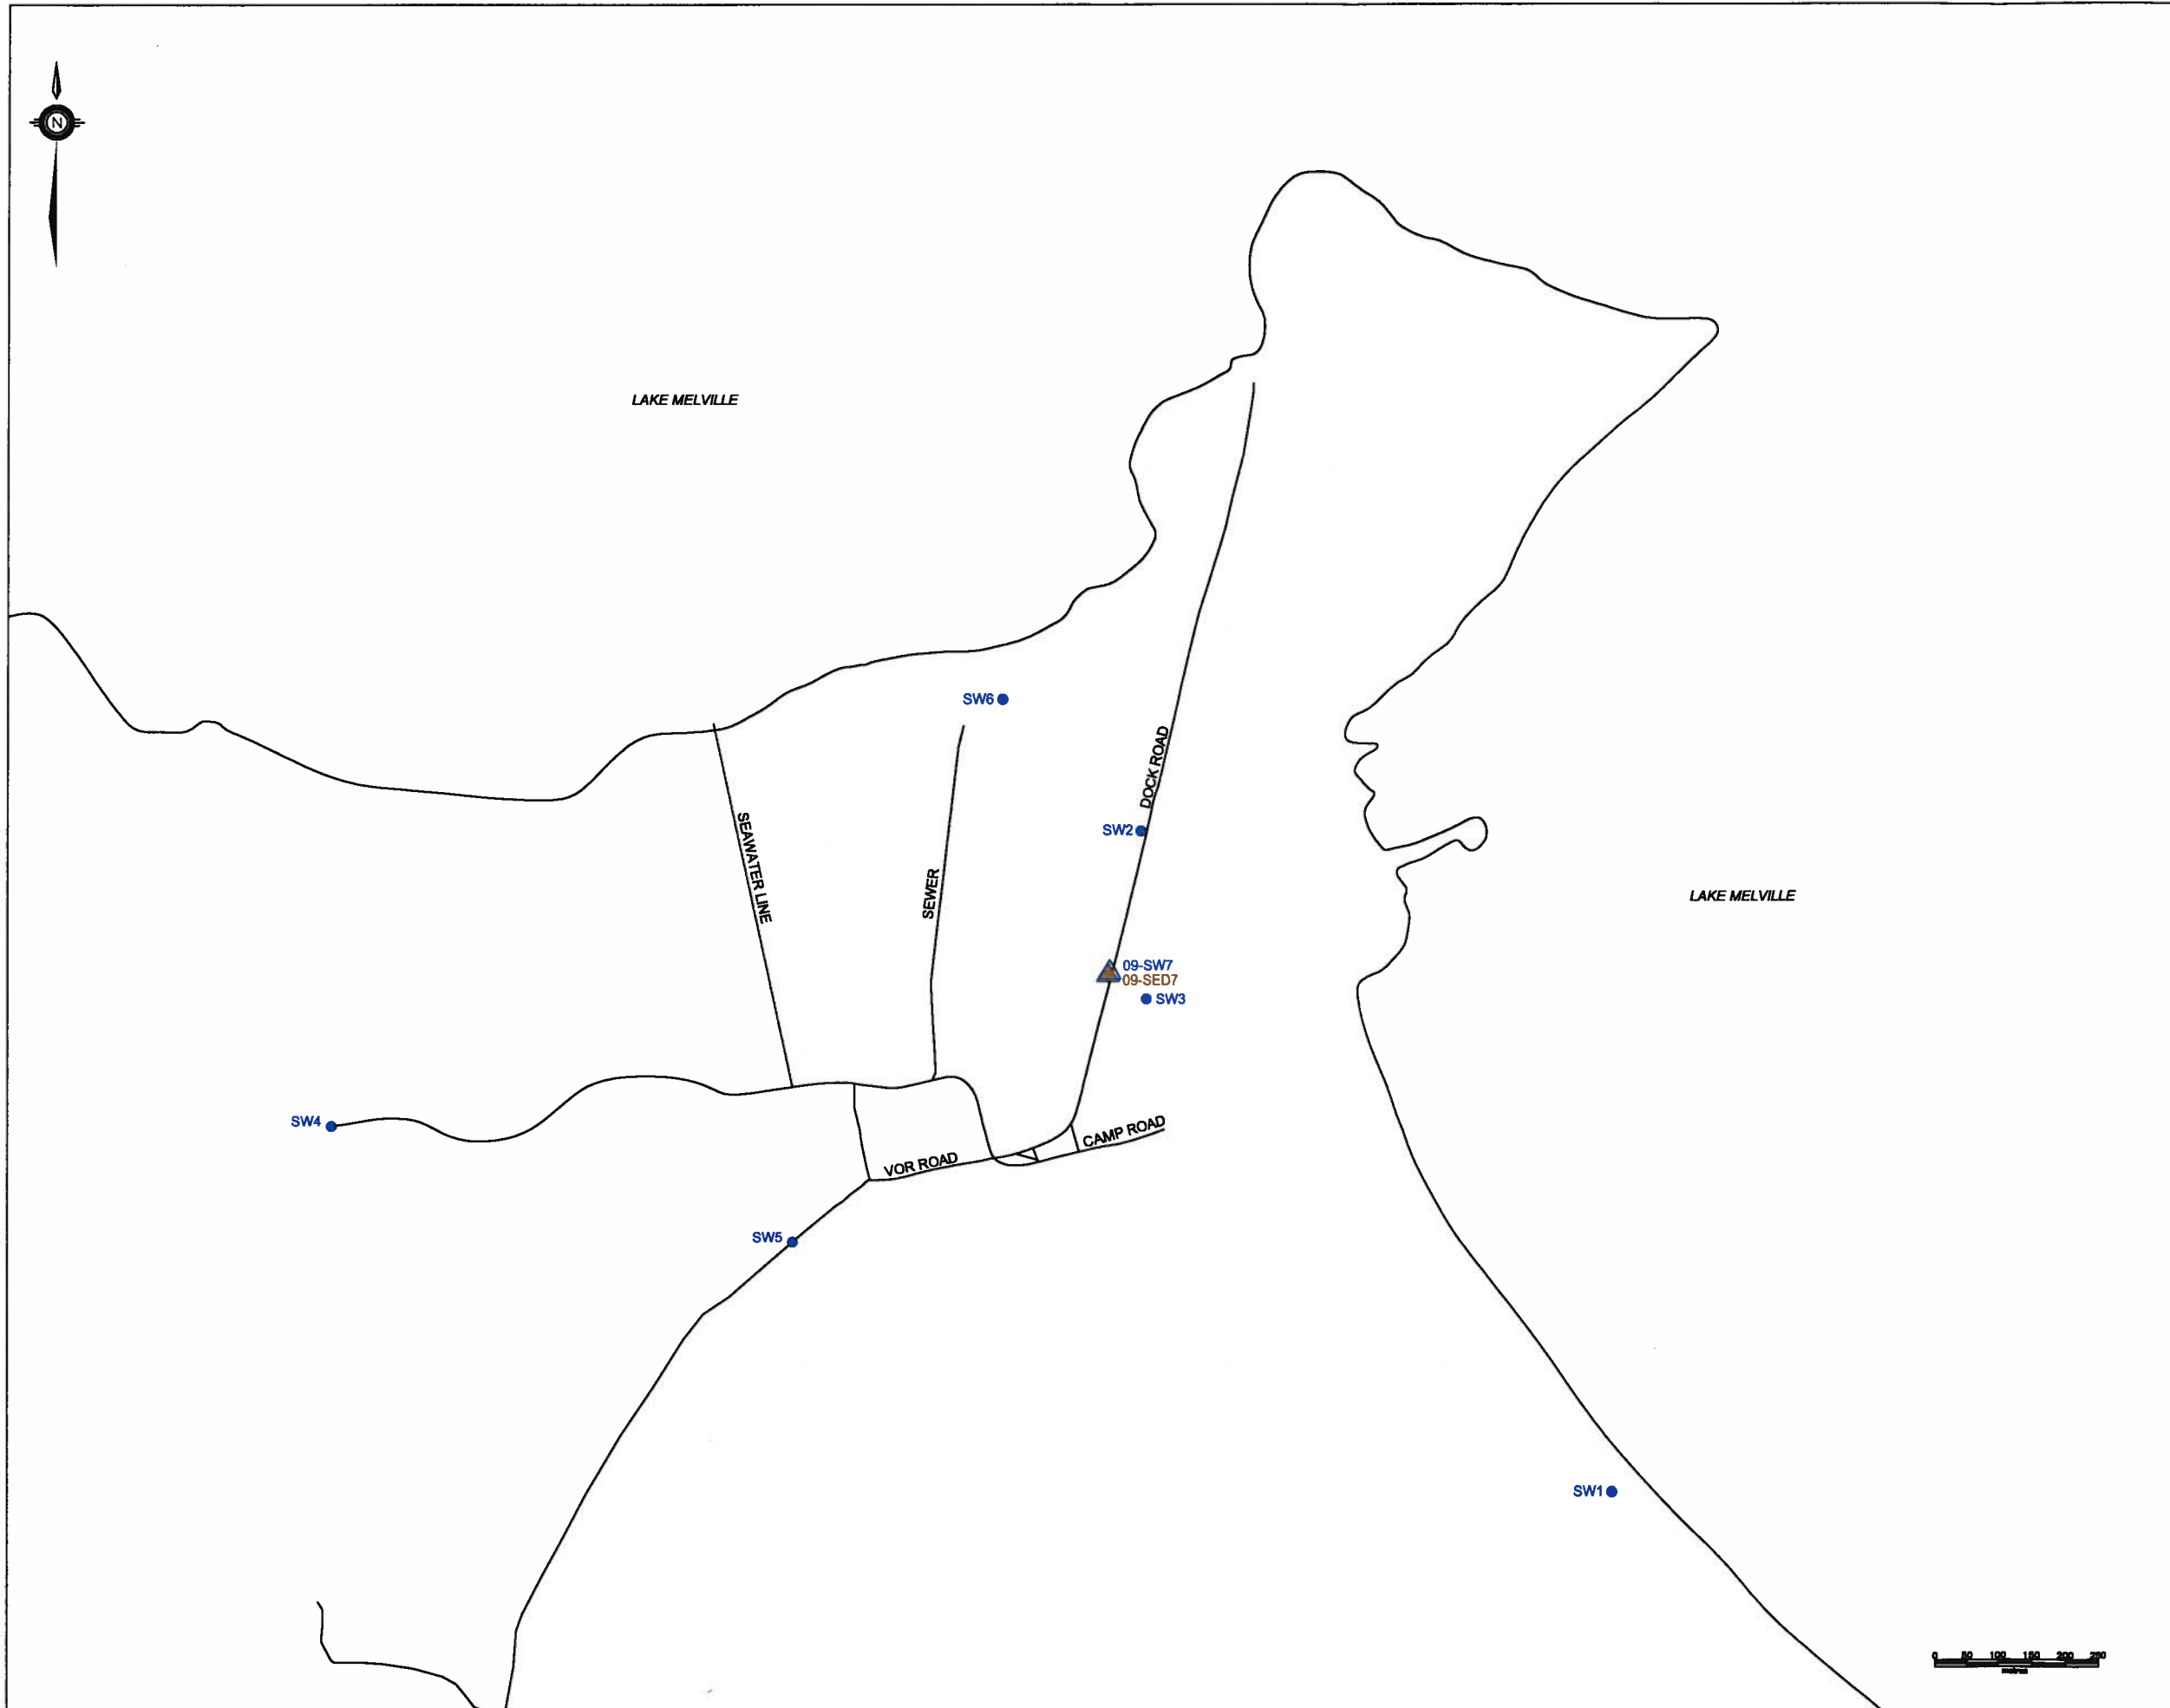 N
LAKE MELVILLE
SW6
DOCK ROAD
SEAWATER LINE
SW2
SEWER
LAKE MELVILLE
09-SW7
09-SED7
SW3
SW4
CAMP ROAD
VOR ROAD
SW5
SW1
0 50 100 150 200 250
metres